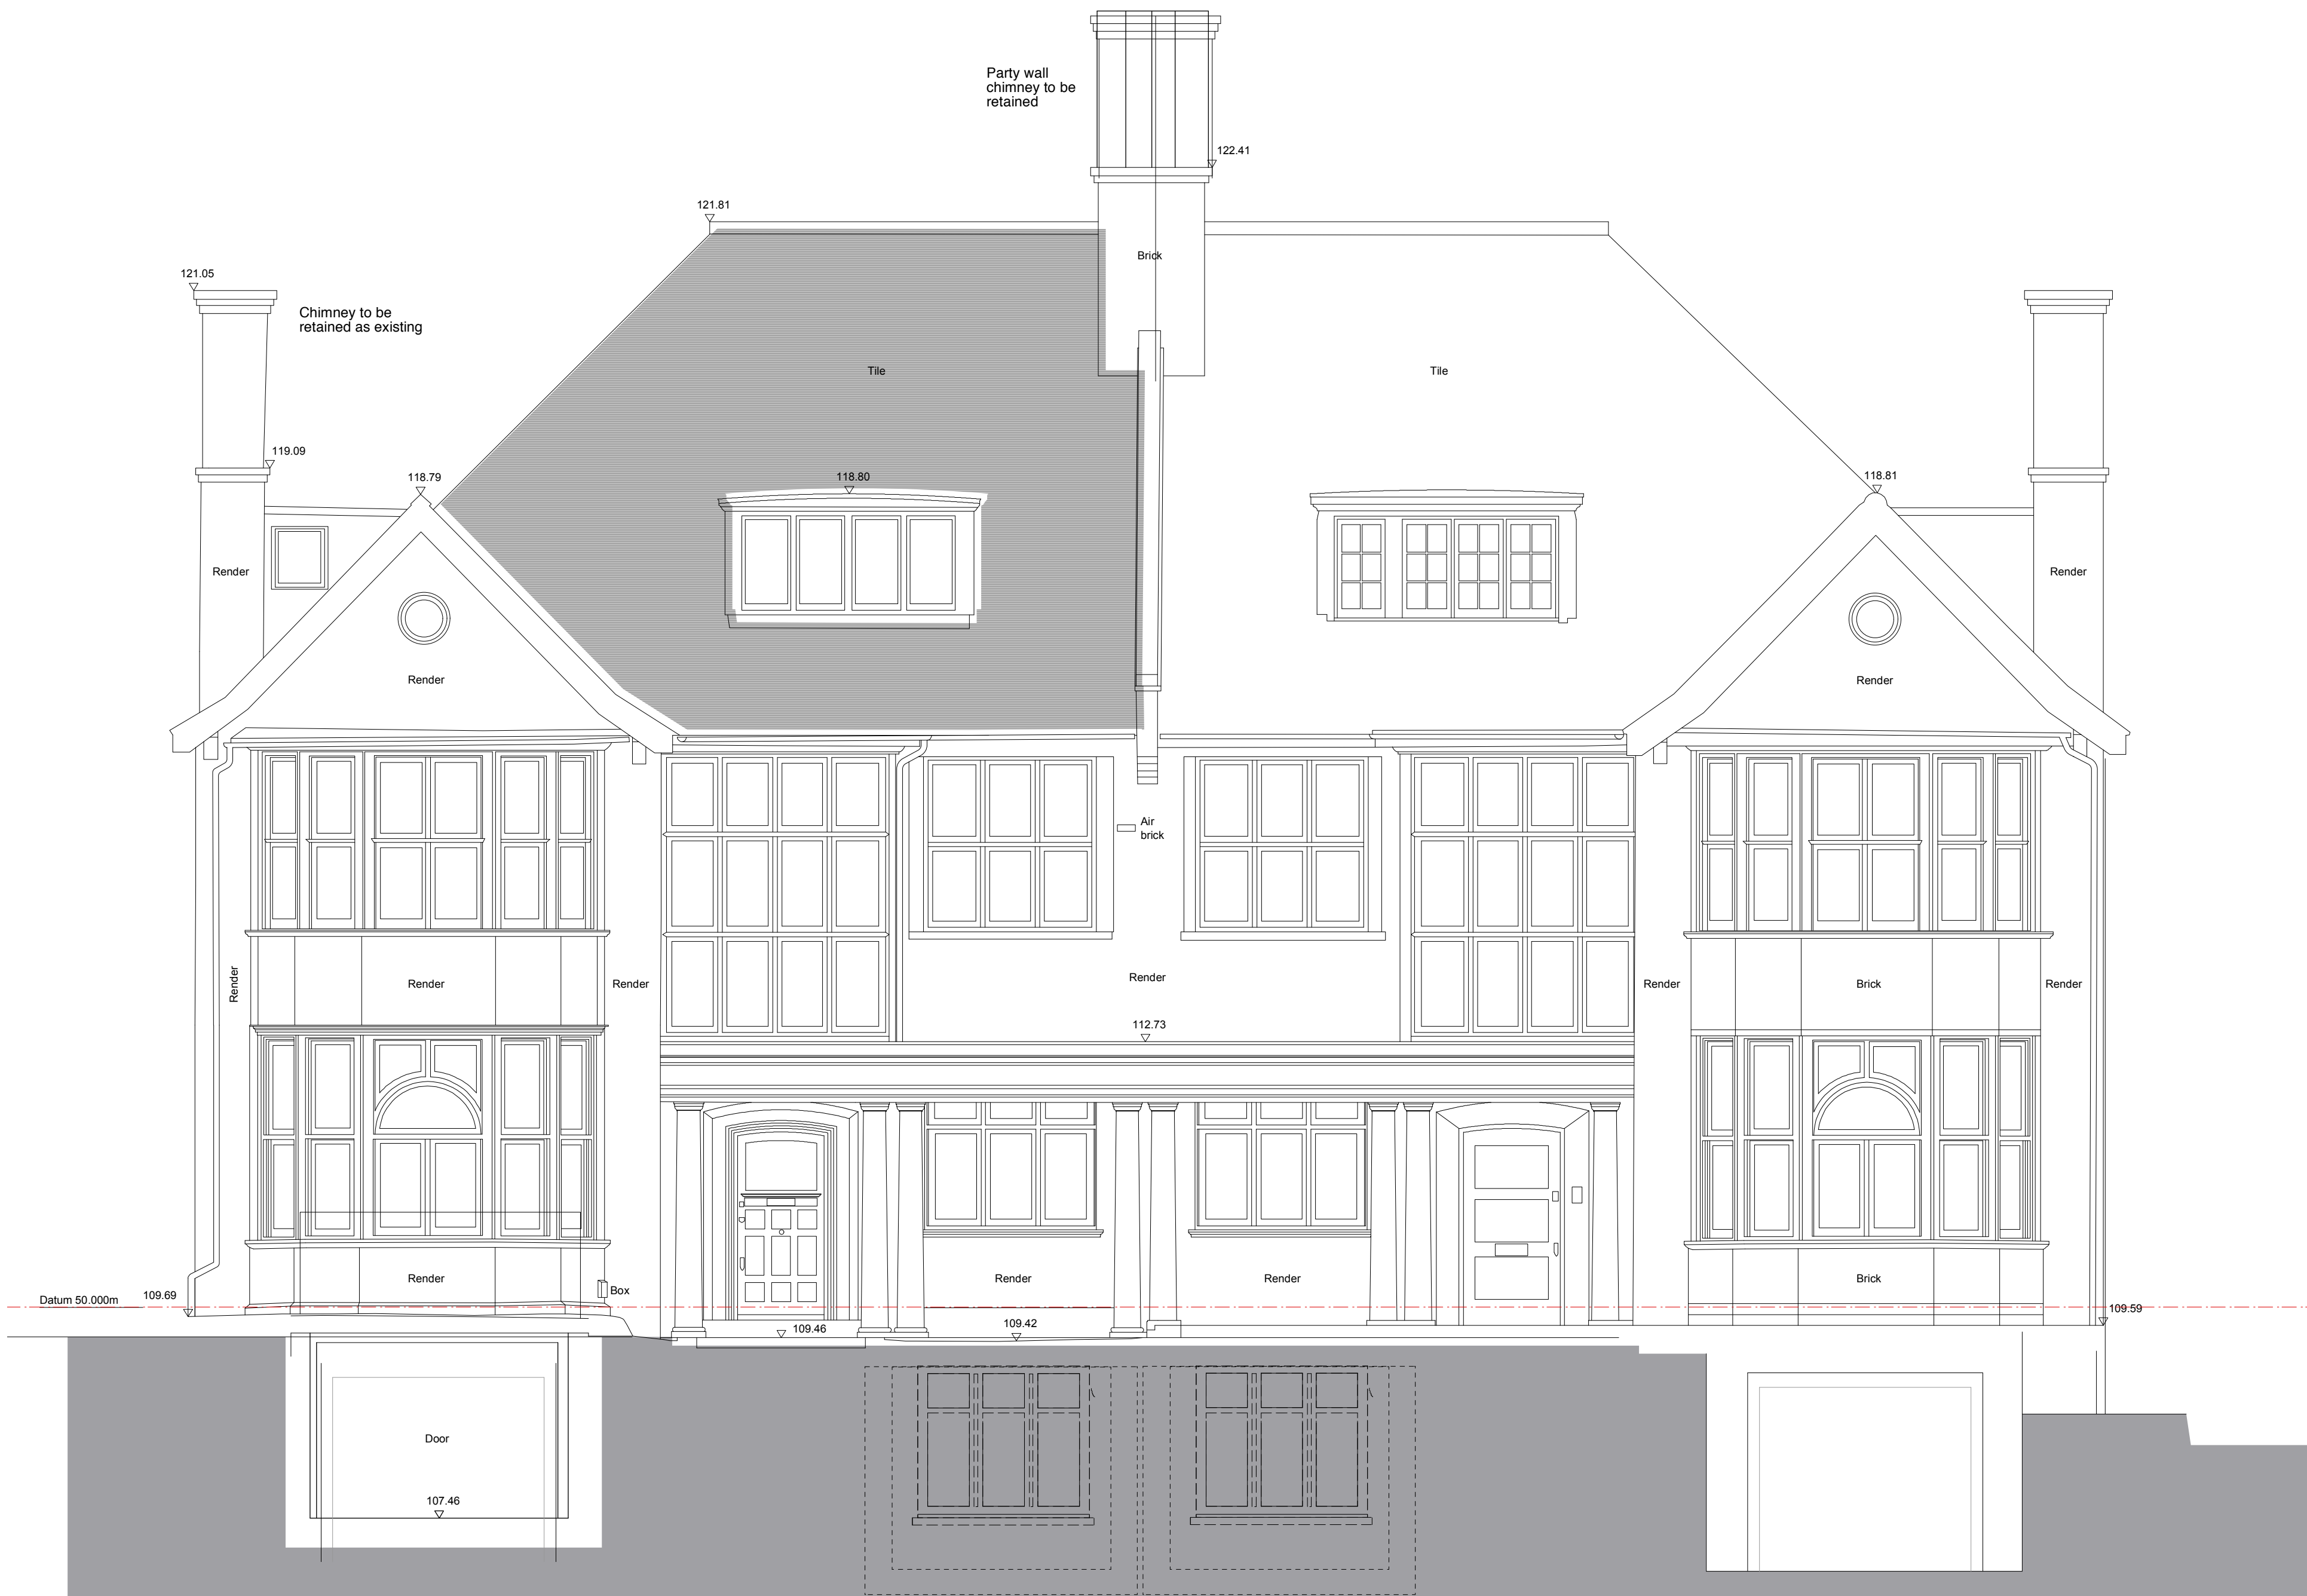 Party wall
chimney to be
retained
122.41
121.81
Brick
121.05
Chimney to be
retained as existing
Tile
Tile
119.09
118.79
118.80
118.81
Render
Render
Render
Render
Air
brick
Render
Render
Render
Render
Render
Brick
Render
112.73
Render
Render
Render
Brick
Box
Datum 50.000m
109.69
109.59
109.46
109.42
Door
107.46